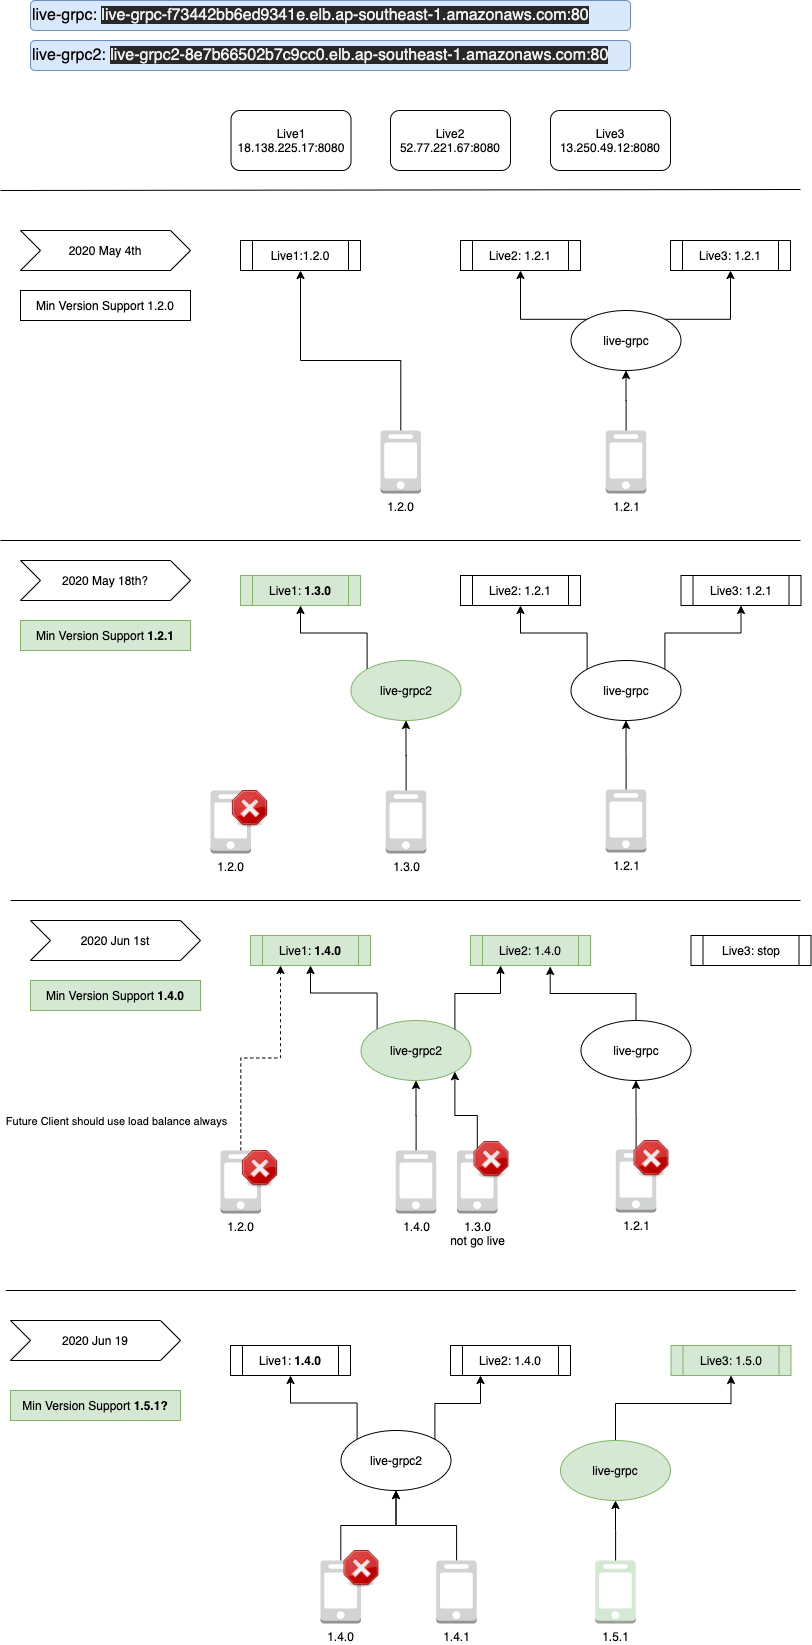 live-grpc: live-grpc-f73442bb6ed9341e.elb.ap-southeast-1.amazonaws.com:80
live-grpc2: live-grpc2-8e7b66502b7c9cc0.elb.ap-southeast-1.amazonaws.com:80
Live1
18.138.225.17:8080
Live2
52.77.221.67:8080
Live3
13.250.49.12:8080
2020 May 4th
Min Version Support 1.2.0
Live1:1.2.0
Live2: 1.2.1
Live3: 1.2.1
live-grpc
1.2.0
1.2.1
2020 May 18th?
Min Version Support 1.2.1
Live1: 1.3.0
Live2: 1.2.1
Live3: 1.2.1
live-grpc2
live-grpc
1.2.0
1.3.0
1.2.1
2020 Jun 1st
Min Version Support 1.4.0
Live1: 1.4.0
Live2: 1.4.0
Live3: stop
live-grpc2
live-grpc
Future Client should use load balance always
1.2.0
1.4.0
1.3.0
not go live
1.2.1
2020 Jun 19
Min Version Support 1.5.1?
Live1: 1.4.0
Live2: 1.4.0
Live3: 1.5.0
live-grpc2
live-grpc
1.4.0
1.4.1
1.5.1